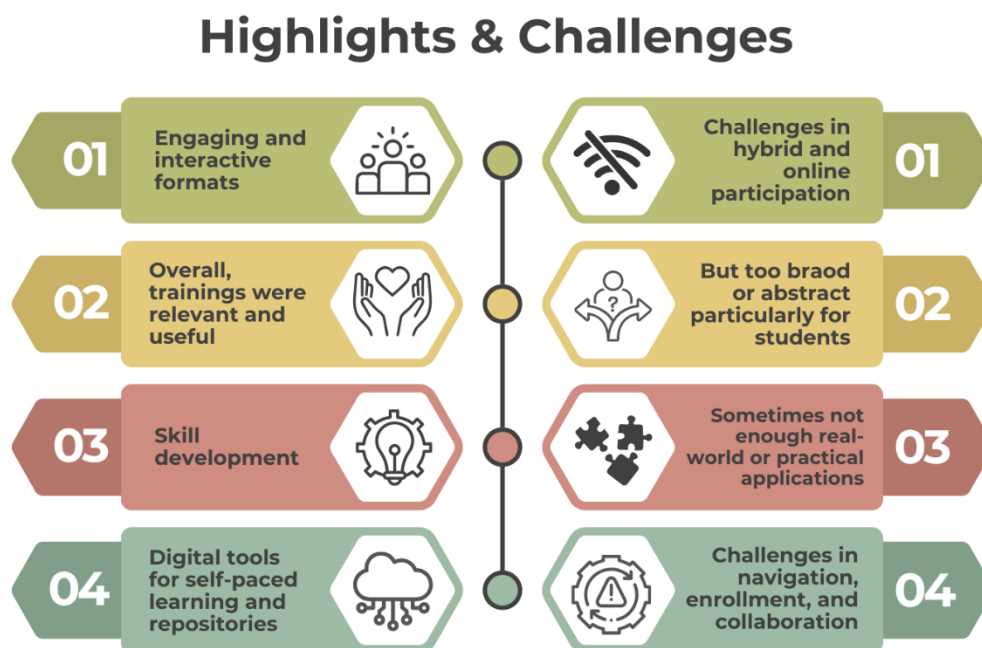 Highlights & Challenges
01
Engaging and
interactive
formats
Challenges in
hybrid and
online
participation
01
02
Overall,
trainings were
relevant and
useful
?
But too braod
or abstract
particularly for
students
02
03
Skill
development
Sometimes not
enough real-
world or practical
applications
03
04
Digital tools
for self-paced
learning and
repositories
Challenges in
navigation,
enrollment, and
collaboration
04